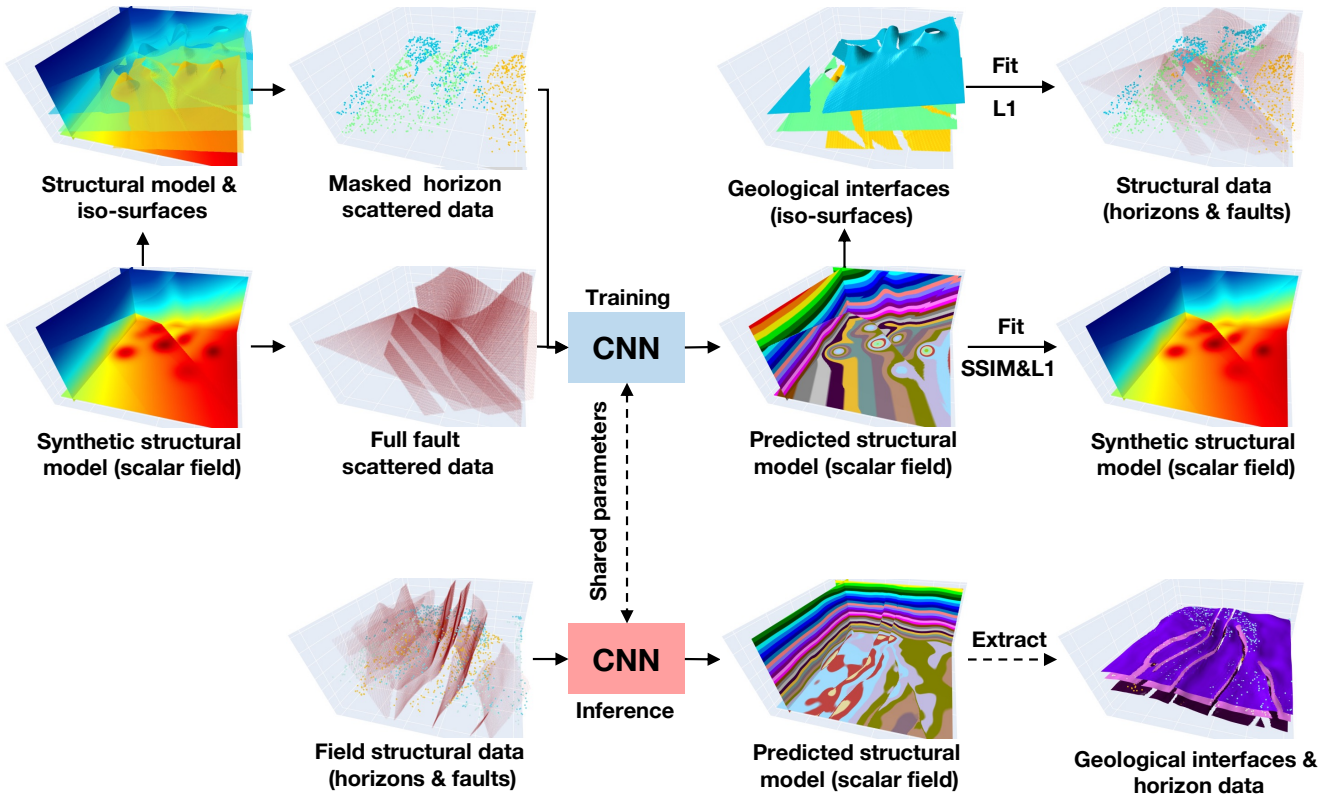 Structural model &
iso-surfaces
Masked horizon
scattered data
Geological interfaces
(iso-surfaces)
Fit
L1
Structural data
(horizons & faults)
Synthetic structural
model (scalar field)
Full fault
scattered data
Training
CNN
Predicted structural
model (scalar field)
Fit
SSIM&L1
Synthetic structural
model (scalar field)
Shared parameters
Field structural data
(horizons & faults)
CNN
Inference
Predicted structural
model (scalar field)
Extract
Geological interfaces &
horizon data